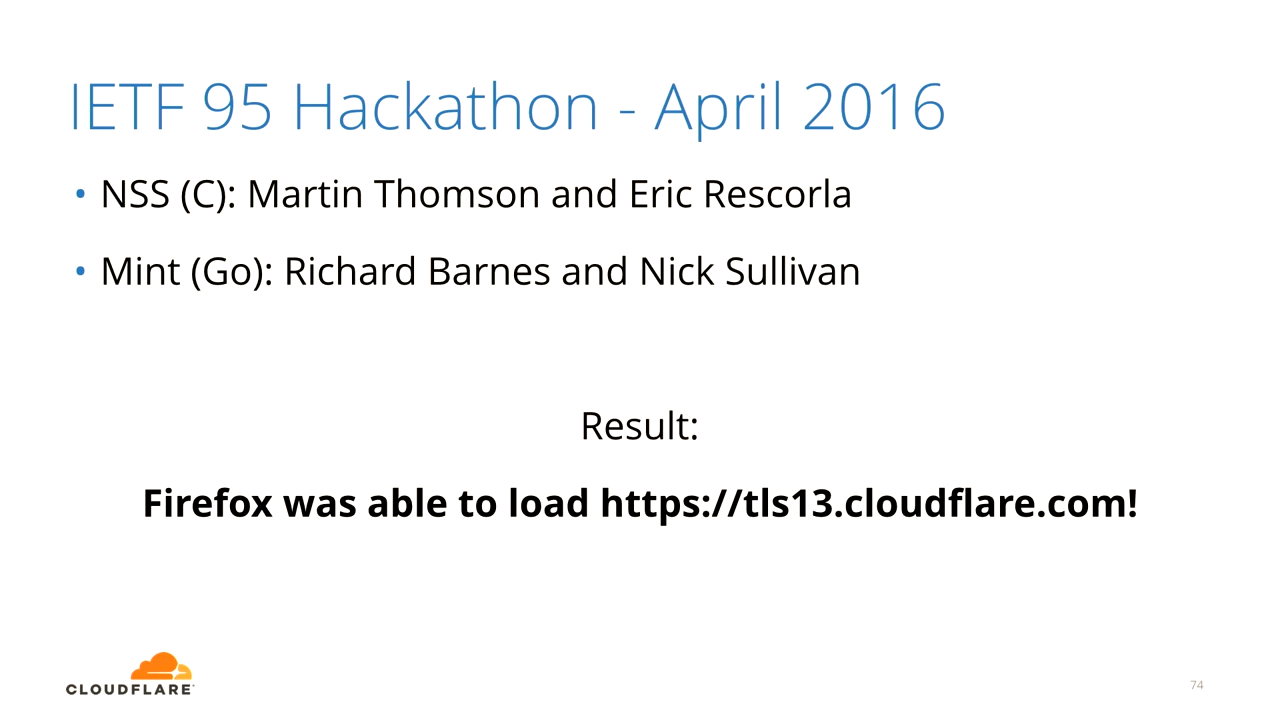 IETF 95 Hackathon - April 2016
• NSS (C): Martin Thomson and Eric Rescorla
• Mint (Go): Richard Barnes and Nick Sullivan
Result:
Firefox was able to load https://tls13.cloudflare.com!
CLOUDFLARE
74